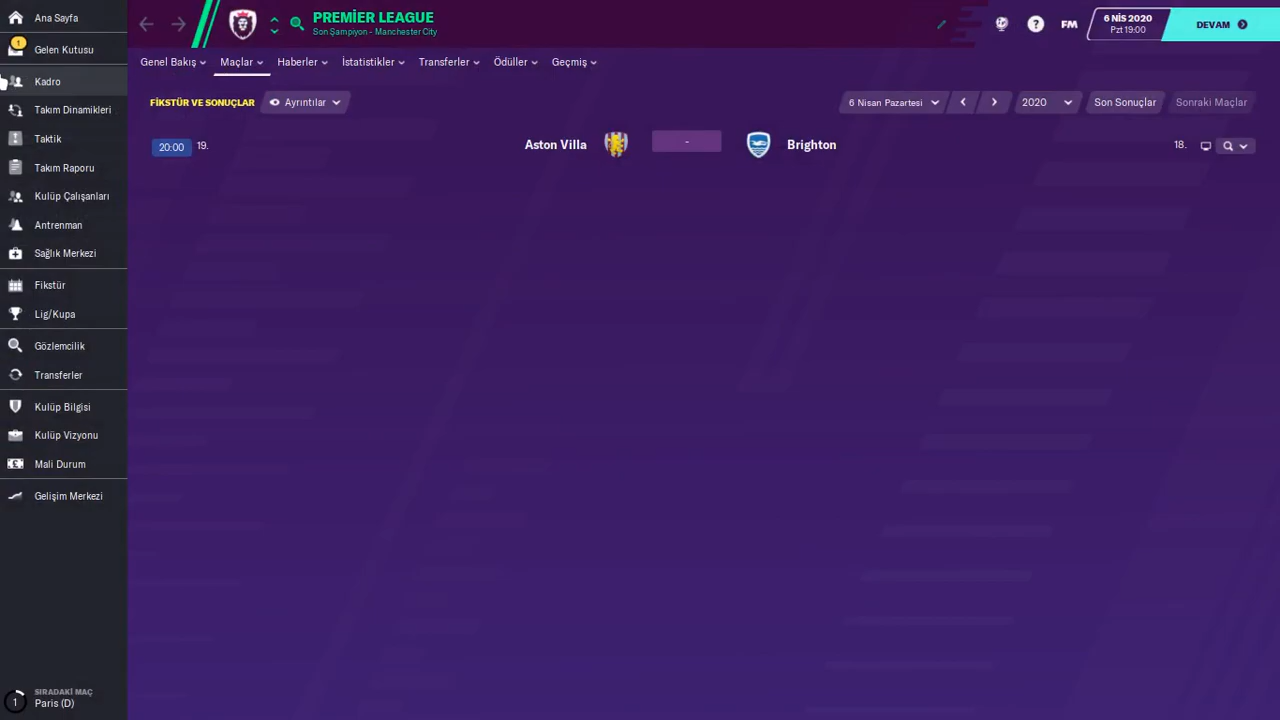 Ana Sayfa
1
Gelen Kutusu
Kadro
Takım Dinamikleri
Taktik
Takım Raporu
Kulüp Çalışanları
Antrenman
Sağlık Merkezi
Fikstür
Lig/Kupa
Gözlemcilik
Transferler
Kulüp Bilgisi
Kulüp Vizyonu
Mali Durum
Gelişim Merkezi
1
SIRADAKİ MAÇ
Paris (D)
PREMİER LEAGUE
Son Şampiyon - Manchester City
? FM 6 NİS 2020 DEVAM
Pzt 19:00
Genel Bakış Maçlar Haberler İstatistikler Transferler Ödüller Geçmiş
FİKSTÜR VE SONUÇLAR Ayrıntılar 6 Nisan Pazartesi 2020 Son Sonuçlar Sonraki Maçlar
20:00 19. Aston Villa - Brighton 18.